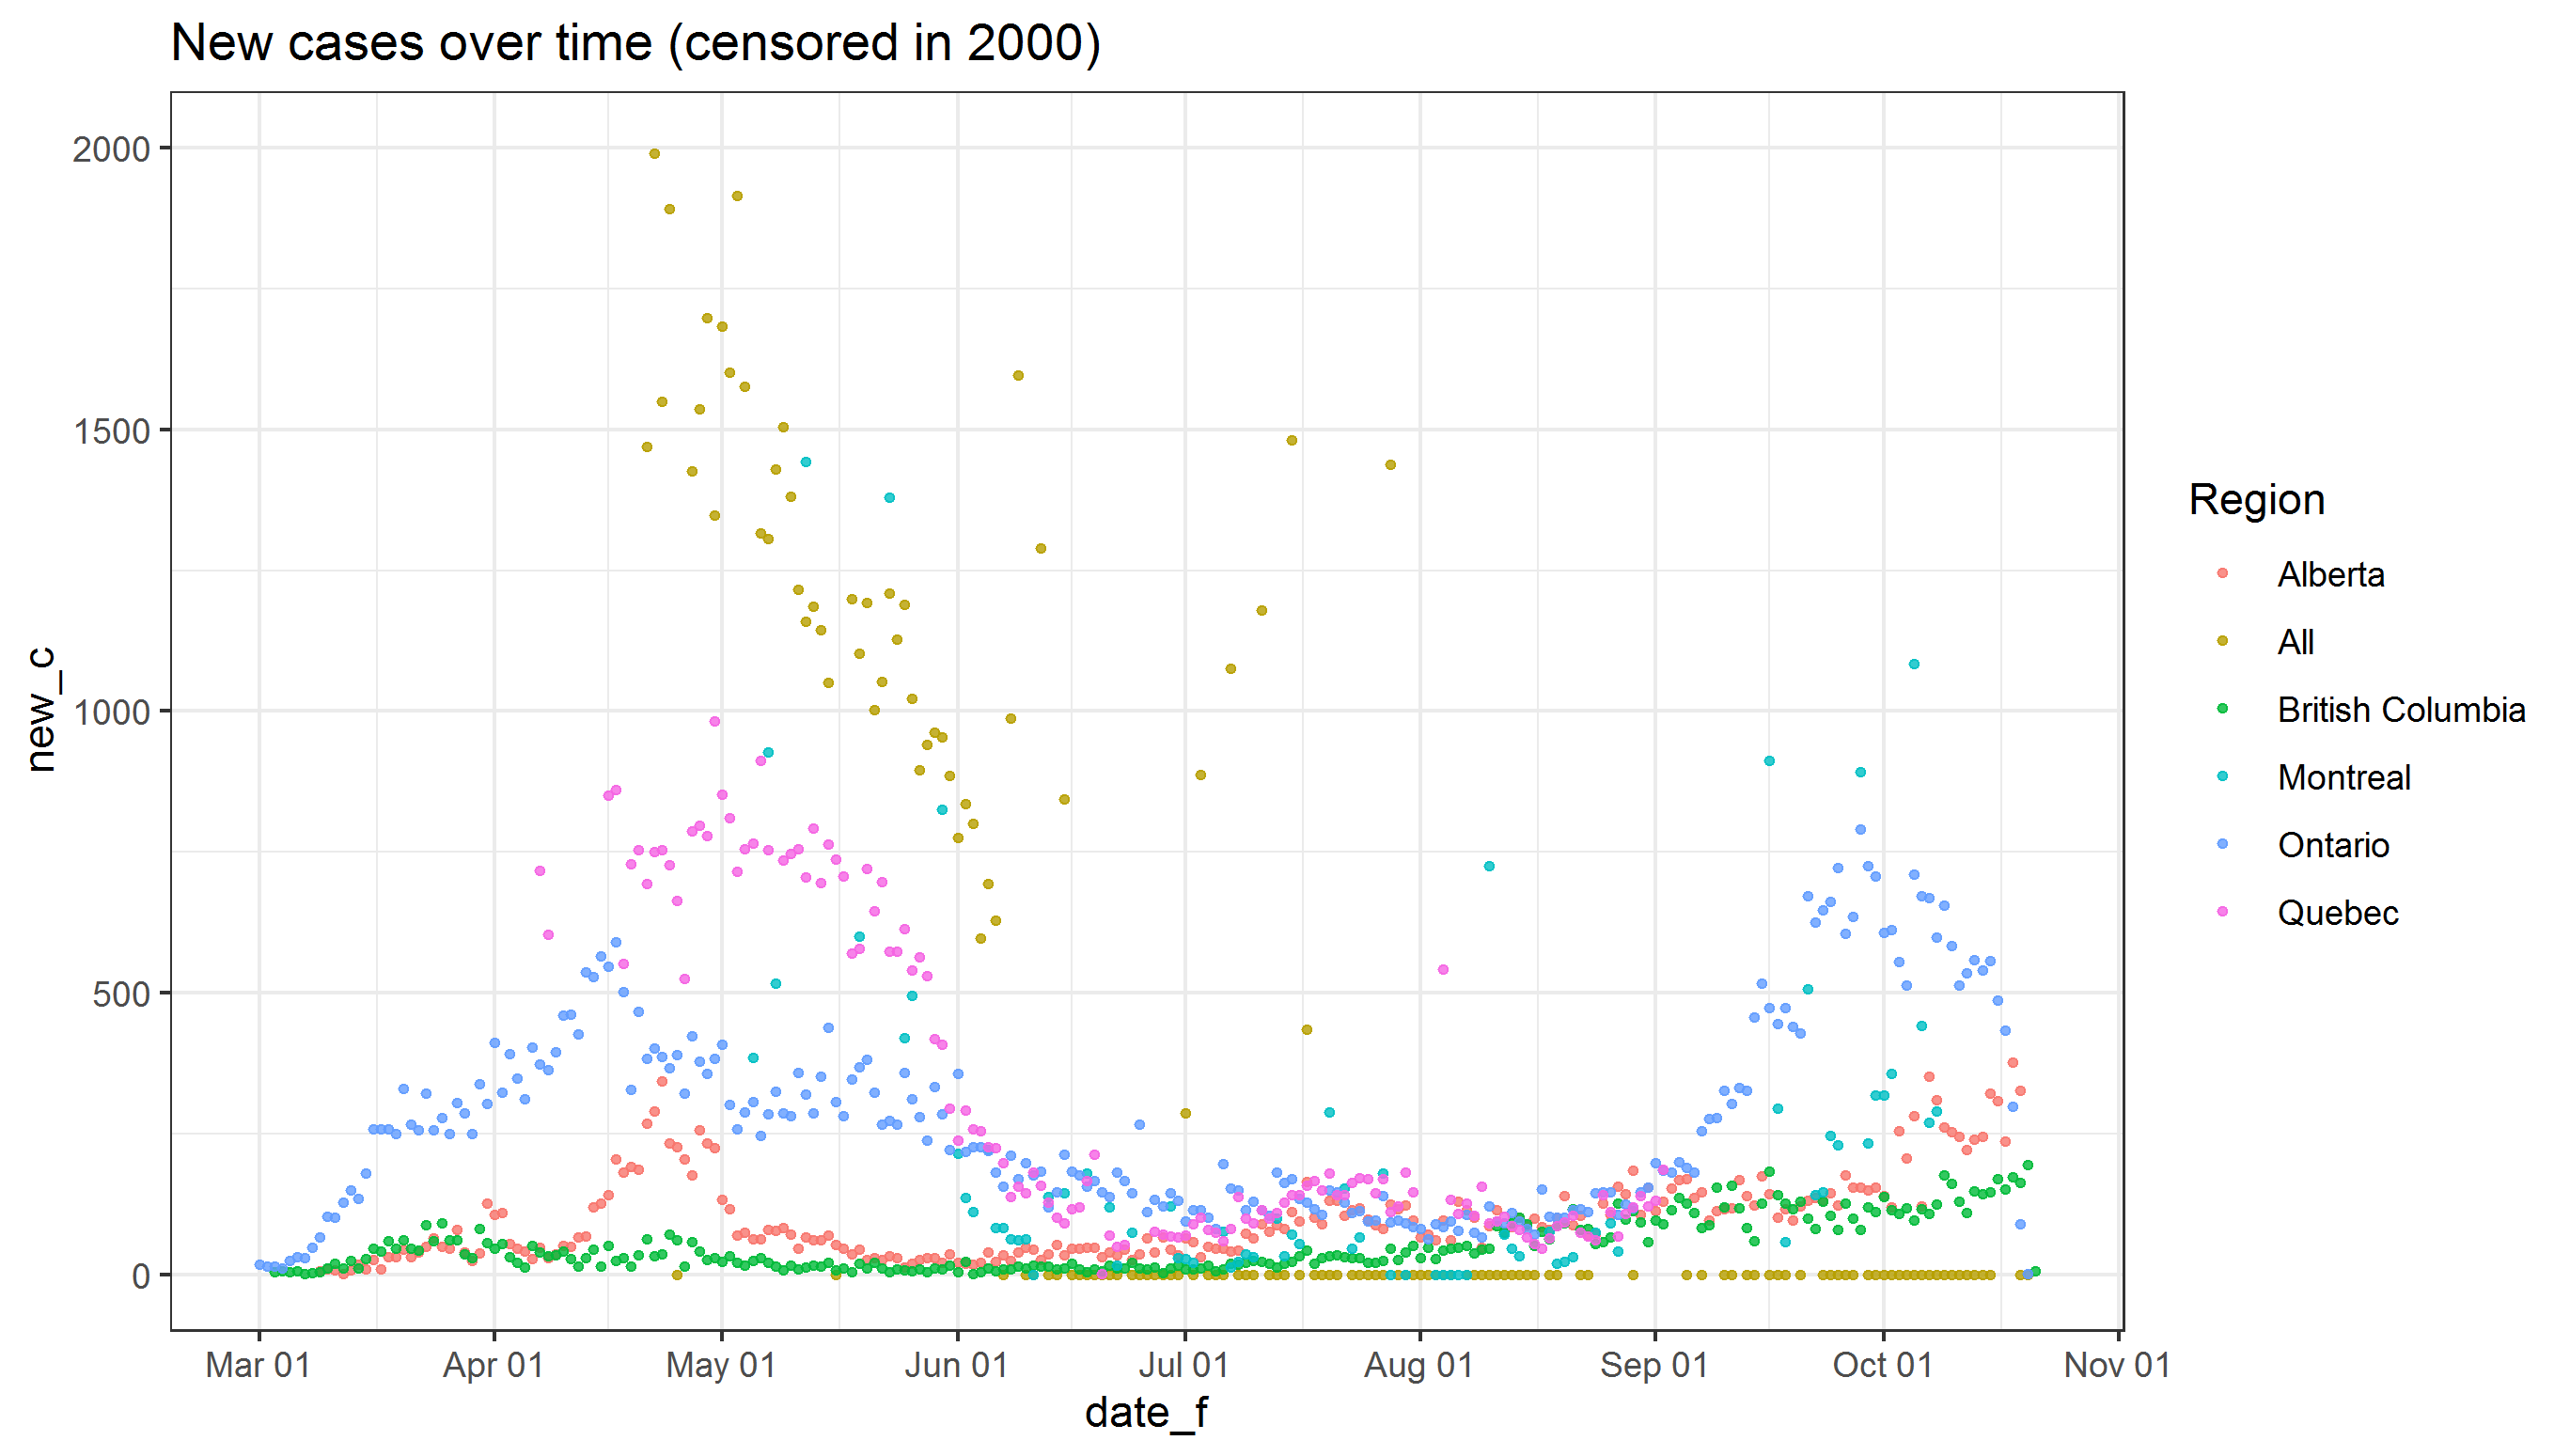 New cases over time (censored in 2000)
2000
1500
1000
500
0
new_c
Mar 01
Apr 01
May 01
Jun 01
Jul 01
Aug 01
Sep 01
Oct 01
Nov 01
date_f
Region
Alberta
All
British Columbia
Montreal
Ontario
Quebec